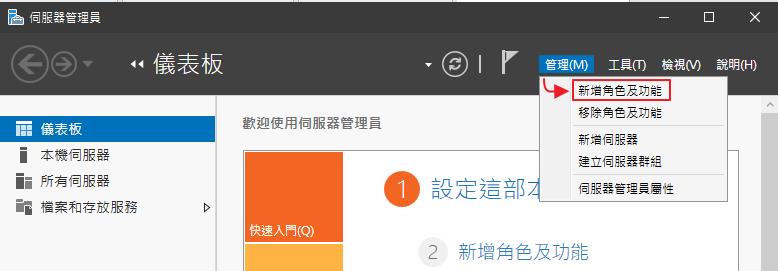 伺服器管理員
儀表板
管理(M) 工具(T) 檢視(V) 說明(H)
新增角色及功能
移除角色及功能
新增伺服器
建立伺服器群組
伺服器管理員屬性
儀表板
本機伺服器
所有伺服器
檔案和存放服務
歡迎使用伺服器管理員
快速入門(Q)
1 設定這部本
2 新增角色及功能